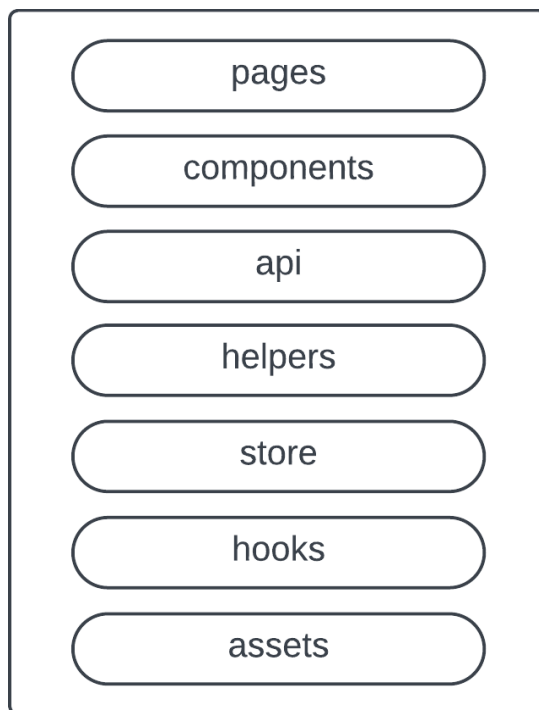 pages
components
api
helpers
store
hooks
assets